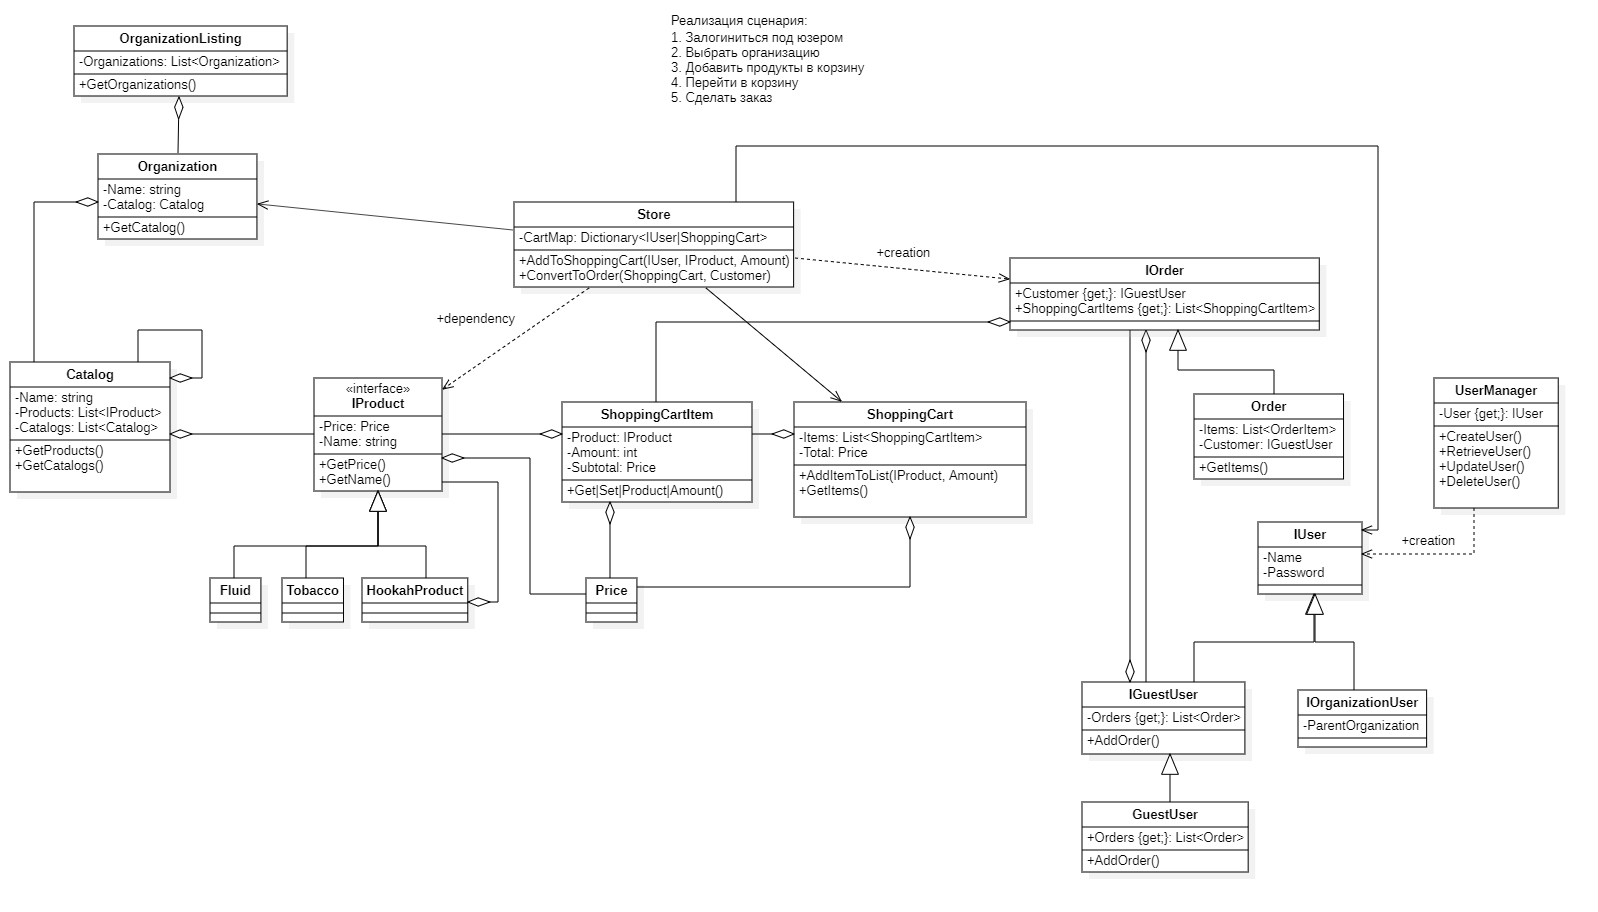 Реализация сценария:
1. Залогиниться под юзером
2. Выбрать организацию
3. Добавить продукты в корзину
4. Перейти в корзину
5. Сделать заказ
OrganizationListing
-Organizations: List<Organization>
+GetOrganizations()
Organization
-Name: string
-Catalog: Catalog
+GetCatalog()
Store
-CartMap: Dictionary<IUser|ShoppingCart>
+AddToShoppingCart(IUser, IProduct, Amount)
+ConvertToOrder(ShoppingCart, Customer)
+creation
+dependency
IOrder
+Customer {get;}: IGuestUser
+ShoppingCartItems {get;}: List<ShoppingCartItem>
Catalog
-Name: string
-Products: List<IProduct>
-Catalogs: List<Catalog>
+GetProducts()
+GetCatalogs()
«interface»
IProduct
-Price: Price
-Name: string
+GetPrice()
+GetName()
ShoppingCartItem
-Product: IProduct
-Amount: int
-Subtotal: Price
+Get|Set|Product|Amount()
ShoppingCart
-Items: List<ShoppingCartItem>
-Total: Price
+AddItemToList(IProduct, Amount)
+GetItems()
Order
-Items: List<OrderItem>
-Customer: IGuestUser
+GetItems()
UserManager
-User {get;}: IUser
+CreateUser()
+RetrieveUser()
+UpdateUser()
+DeleteUser()
+creation
IUser
-Name
-Password
Fluid
Tobacco
HookahProduct
Price
IGuestUser
-Orders {get;}: List<Order>
+AddOrder()
IOrganizationUser
-ParentOrganization
GuestUser
+Orders {get;}: List<Order>
+AddOrder()